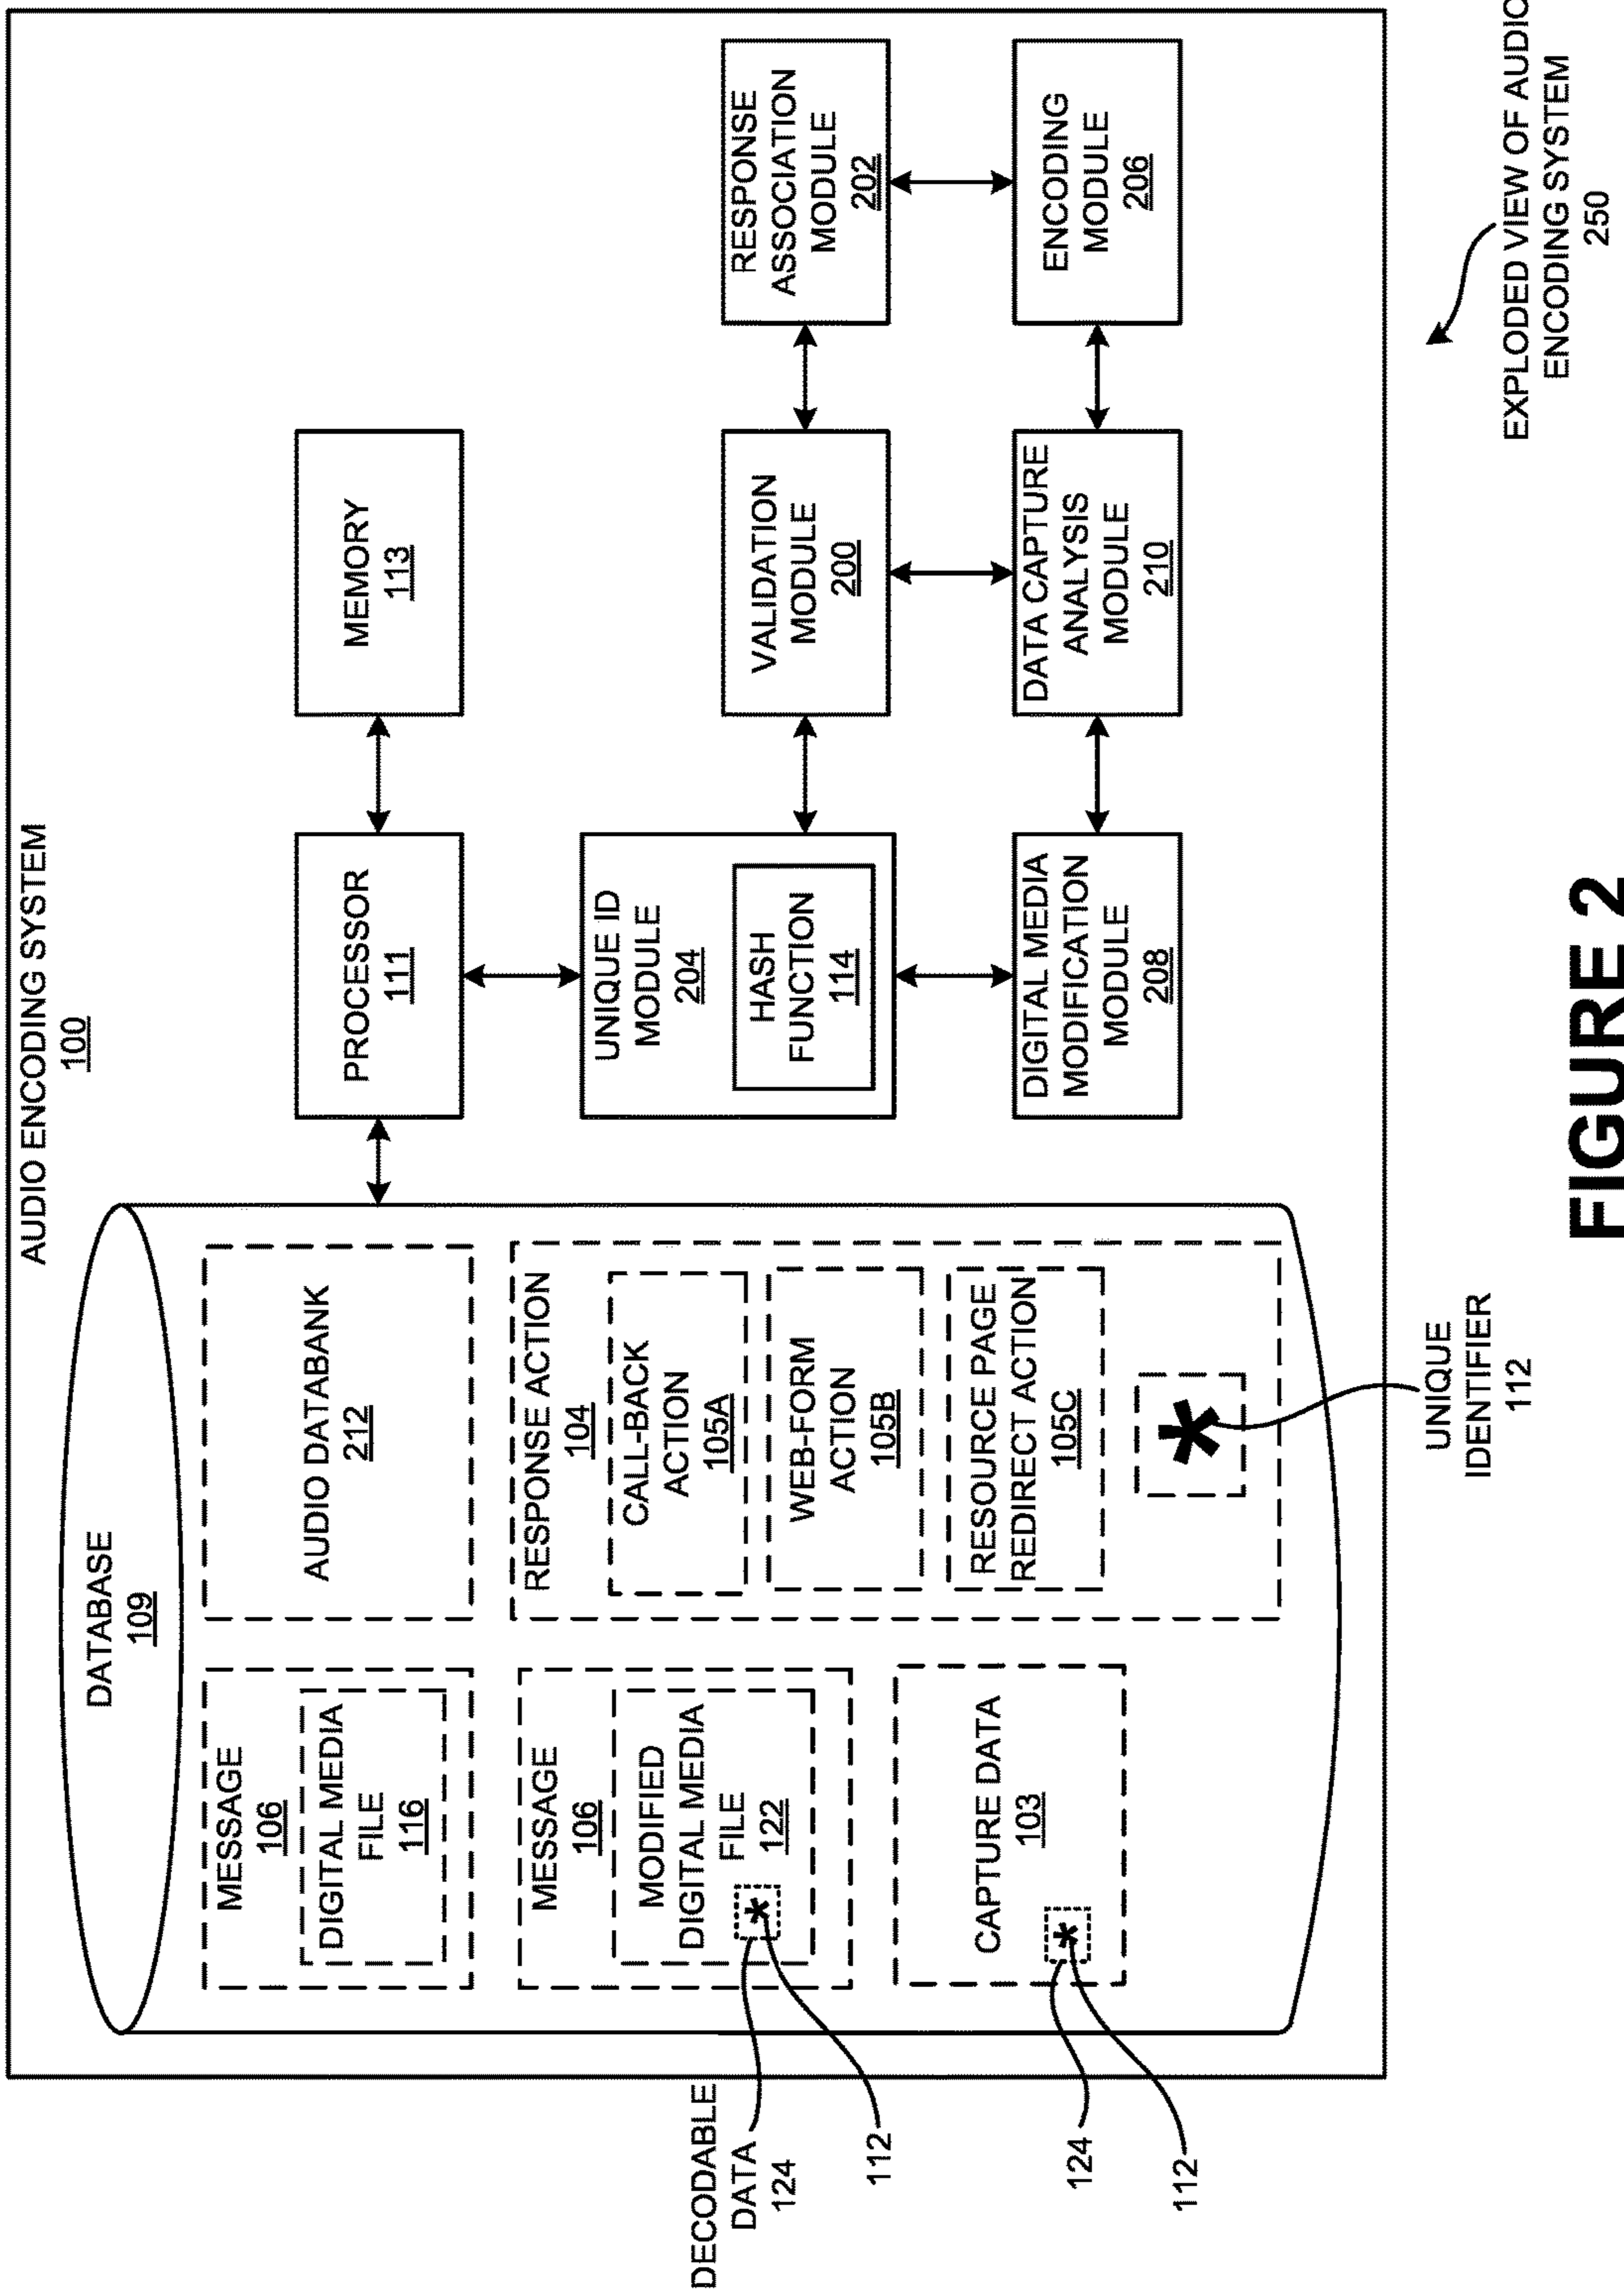 AUDIO ENCODING SYSTEM
100
DATABASE
109
MESSAGE
106
DIGITAL MEDIA
FILE
116
AUDIO DATABANK
212
PROCESSOR
111
MEMORY
113
MESSAGE
106
MODIFIED
DIGITAL MEDIA
FILE
122
RESPONSE ACTION
104
CALL-BACK
ACTION
105A
WEB-FORM
ACTION
105B
RESOURCE PAGE
REDIRECT ACTION
105C
UNIQUE ID
MODULE
204
HASH
FUNCTION
114
VALIDATION
MODULE
200
RESPONSE
ASSOCIATION
MODULE
202
DECODABLE
DATA
124
112
CAPTURE DATA
103
124
112
DIGITAL MEDIA
MODIFICATION
MODULE
208
DATA CAPTURE
ANALYSIS
MODULE
210
ENCODING
MODULE
206
UNIQUE
IDENTIFIER
112
EXPLODED VIEW OF AUDIO
ENCODING SYSTEM
250
FIGURE 2